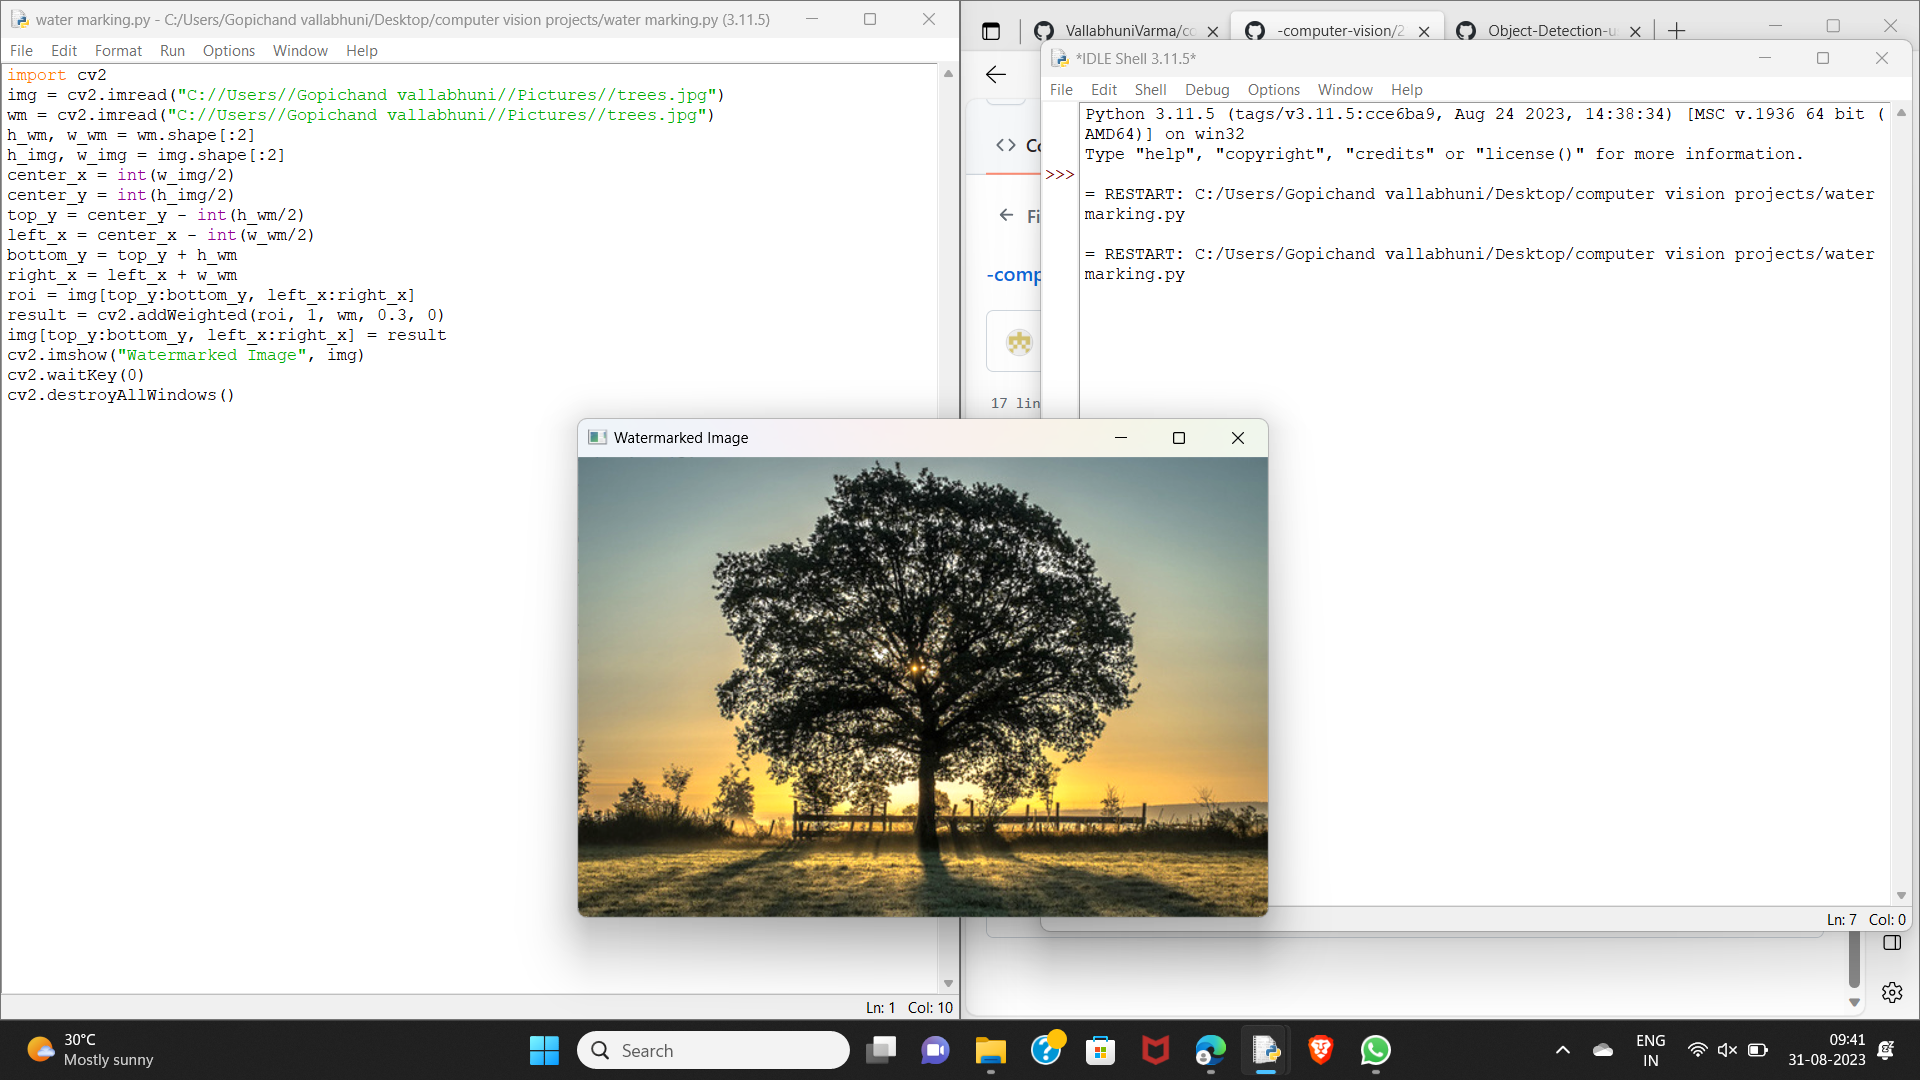 water marking.py - C:/Users/Gopichand vallabhuni/Desktop/computer vision projects/water marking.py (3.11.5)
File Edit Format Run Options Window Help
import cv2
img = cv2.imread("C://Users//Gopichand vallabhuni//Pictures//trees.jpg")
wm = cv2.imread("C://Users//Gopichand vallabhuni//Pictures//trees.jpg")
h_wm, w_wm = wm.shape[:2]
h_img, w_img = img.shape[:2]
center_x = int(w_img/2)
center_y = int(h_img/2)
top_y = center_y - int(h_wm/2)
left_x = center_x - int(w_wm/2)
bottom_y = top_y + h_wm
right_x = left_x + w_wm
roi = img[top_y:bottom_y, left_x:right_x]
result = cv2.addWeighted(roi, 1, wm, 0.3, 0)
img[top_y:bottom_y, left_x:right_x] = result
cv2.imshow("Watermarked Image", img)
cv2.waitKey(0)
cv2.destroyAllWindows()
Ln: 1 Col: 10
VallabhuniVarma/co
-computer-vision/2
Object-Detection-u
Co
Fi
-comp
17 lin
*IDLE Shell 3.11.5*
File Edit Shell Debug Options Window Help
Python 3.11.5 (tags/v3.11.5:cce6ba9, Aug 24 2023, 14:38:34) [MSC v.1936 64 bit (
AMD64)] on win32
Type "help", "copyright", "credits" or "license()" for more information.
>>>
= RESTART: C:/Users/Gopichand vallabhuni/Desktop/computer vision projects/water
marking.py
= RESTART: C:/Users/Gopichand vallabhuni/Desktop/computer vision projects/water
marking.py
Ln: 7 Col: 0
Watermarked Image
30°C
Mostly sunny
Search
ENG
IN
09:41
31-08-2023